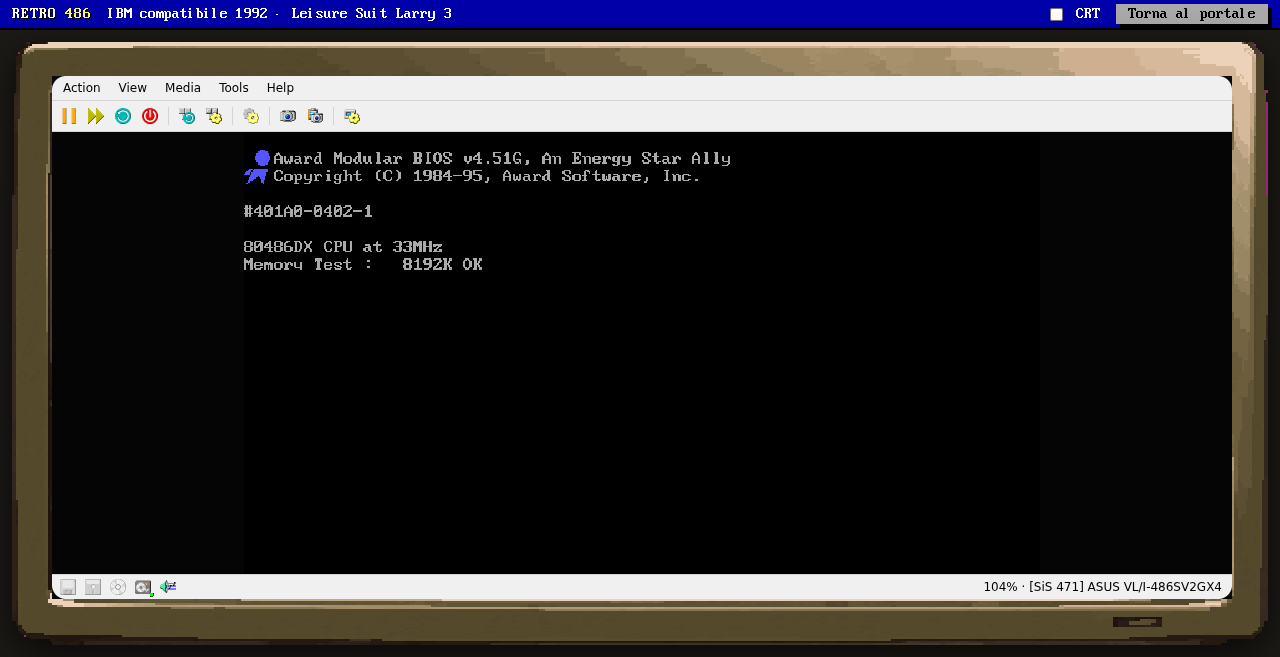 RETRO 486 IBM compatibile 1992 · Leisure Suit Larry 3
CRT
Torna al portale
Action View Media Tools Help
Award Modular BIOS v4.51G, An Energy Star Ally
Copyright (C) 1984-95, Award Software, Inc.
#401A0-0402-1
80486DX CPU at 33MHz
Memory Test : 8192K OK
104% · [SiS 471] ASUS VL/I-486SV2GX4